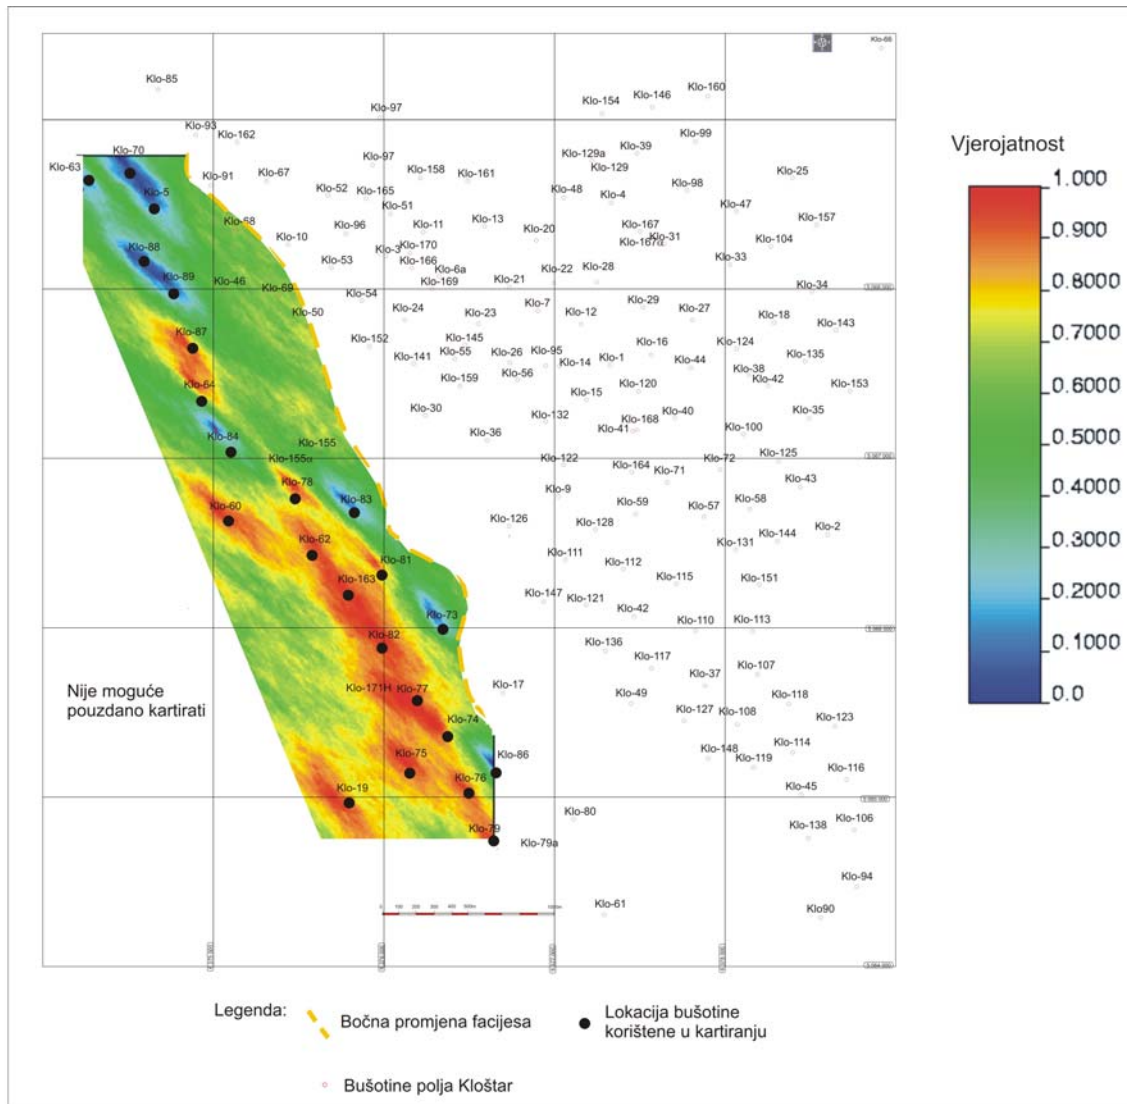 Klo-66
Klo-85
Klo-160
Klo-146
Klo-154
Klo-97
Klo-93
Klo-162
Klo-99
Vjerojatnost
Klo-70
Klo-39
Klo-97
Klo-129a
Klo-63
Klo-129
Klo-158
Klo-25
Klo-91
Klo-67
Klo-161
1.000
Klo-5
Klo-52
Klo-165
Klo-48
Klo-4
Klo-98
Klo-51
Klo-47
0.900
Klo-68
Klo-96
Klo-11
Klo-13
Klo-20
Klo-167
Klo-157
Klo-10
Klo-31
Klo-88
Klo-3
Klo-170
Klo-167α
Klo-104
0.8000
Klo-53
Klo-166
Klo-6a
Klo-22
Klo-28
Klo-33
Klo-89
Klo-46
Klo-69
Klo-169
Klo-21
Klo-34
Klo-54
0.7000
Klo-50
Klo-24
Klo-23
Klo-7
Klo-12
Klo-29
Klo-27
Klo-18
Klo-143
Klo-87
Klo-152
Klo-145
Klo-16
Klo-124
Klo-141
Klo-55
Klo-26
Klo-95
Klo-14
Klo-1
Klo-44
Klo-135
Klo-38
0.6000
Klo-64
Klo-159
Klo-56
Klo-15
Klo-120
Klo-42
Klo-153
Klo-30
Klo-132
Klo-168
Klo-40
Klo-35
Klo-84
Klo-155
Klo-36
Klo-41
Klo-100
0.5000
Klo-155α
Klo-122
Klo-164
Klo-71
Klo-72
Klo-125
Klo-78
Klo-9
Klo-43
0.4000
Klo-60
Klo-83
Klo-59
Klo-57
Klo-58
Klo-62
Klo-126
Klo-128
Klo-2
Klo-81
Klo-111
Klo-131
Klo-144
0.3000
Klo-163
Klo-112
Klo-115
Klo-151
Klo-73
Klo-147
Klo-121
Klo-42
0.2000
Klo-82
Klo-136
Klo-110
Klo-113
Klo-117
Klo-107
0.1000
Nije moguće
pouzdano kartirati
Klo-171H
Klo-77
Klo-17
Klo-49
Klo-37
Klo-118
0.0
Klo-74
Klo-127
Klo-108
Klo-123
Klo-75
Klo-86
Klo-148
Klo-119
Klo-114
Klo-19
Klo-76
Klo-45
Klo-116
Klo-79
Klo-80
Klo-138
Klo-106
Klo-79a
Klo-94
Klo-61
Klo90
0 100 200 300 400 500m 1000m
Legenda:
Bočna promjena facijesa
Lokacija bušotine
korištene u kartiranju
Bušotine polja Kloštar